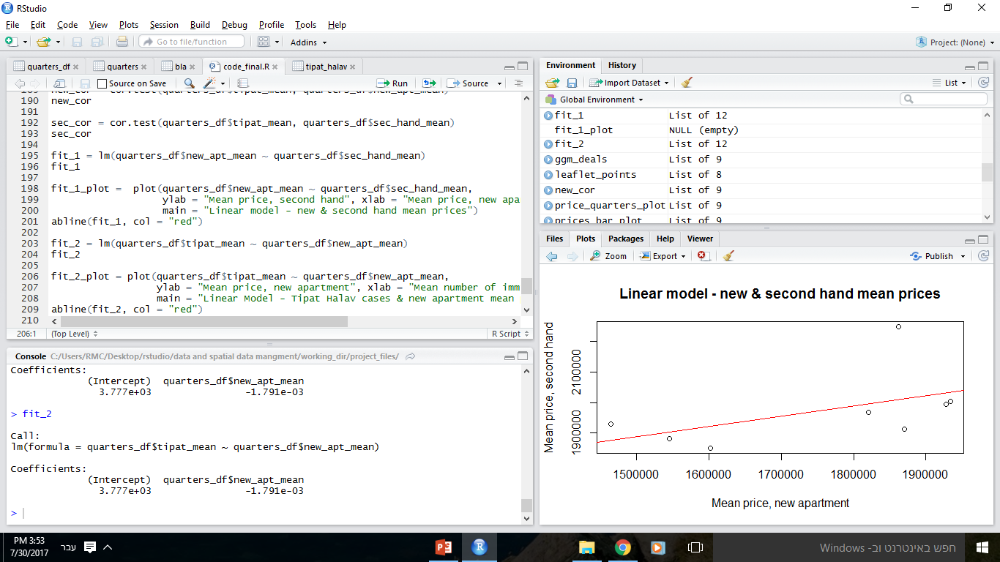 RStudio
File Edit Code View Plots Session Build Debug Profile Tools Help
Go to file/function Addins Project: (None)
quarters_df quarters bla code_final.R tipat_halav
Source on Save Run Source
189 new_cor = cor.test(quarters_df$tipat_mean, quarters_df$new_apt_mean)
190 new_cor
191
192 sec_cor = cor.test(quarters_df$tipat_mean, quarters_df$sec_hand_mean)
193 sec_cor
194
195 fit_1 = lm(quarters_df$new_apt_mean ~ quarters_df$sec_hand_mean)
196 fit_1
197
198 fit_1_plot = plot(quarters_df$new_apt_mean ~ quarters_df$sec_hand_mean,
199 ylab = "Mean price, second hand", xlab = "Mean price, new apa
200 main = "Linear model - new & second hand mean prices")
201 abline(fit_1, col = "red")
202
203 fit_2 = lm(quarters_df$tipat_mean ~ quarters_df$new_apt_mean)
204 fit_2
205
206 fit_2_plot = plot(quarters_df$tipat_mean ~ quarters_df$new_apt_mean,
207 ylab = "Mean price, new apartment", xlab = "Mean number of imm
208 main = "Linear Model - Tipat Halav cases & new apartment mean
209 abline(fit_2, col = "red")
210
206:1 (Top Level) R Script
Console C:/Users/RMC/Desktop/rstudio/data and spatial data mangment/working_dir/project_files/
Coefficients:
(Intercept) quarters_df$new_apt_mean
3.777e+03 -1.791e-03
> fit_2
Call:
lm(formula = quarters_df$tipat_mean ~ quarters_df$new_apt_mean)
Coefficients:
(Intercept) quarters_df$new_apt_mean
3.777e+03 -1.791e-03
>
Environment History
Import Dataset List
Global Environment
fit_1 List of 12
fit_1_plot NULL (empty)
fit_2 List of 12
ggm_deals List of 9
leaflet_points List of 8
new_cor List of 9
price_quarters_plot List of 9
prices_bar_plot List of 9
Files Plots Packages Help Viewer
Zoom Export Publish
Linear model - new & second hand mean prices
Mean price, second hand
2100000
1900000
1500000 1600000 1700000 1800000 1900000
Mean price, new apartment
PM 3:53
7/30/2017
עבר
חפש באינטרנט וב- Windows